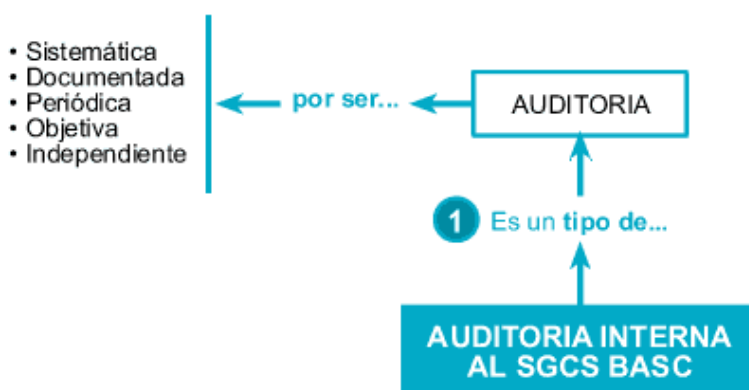 • Sistemática
• Documentada
• Periódica
• Objetiva
• Independiente
por ser...
AUDITORIA
1 Es un tipo de...
AUDITORIA INTERNA
AL SGCS BASC